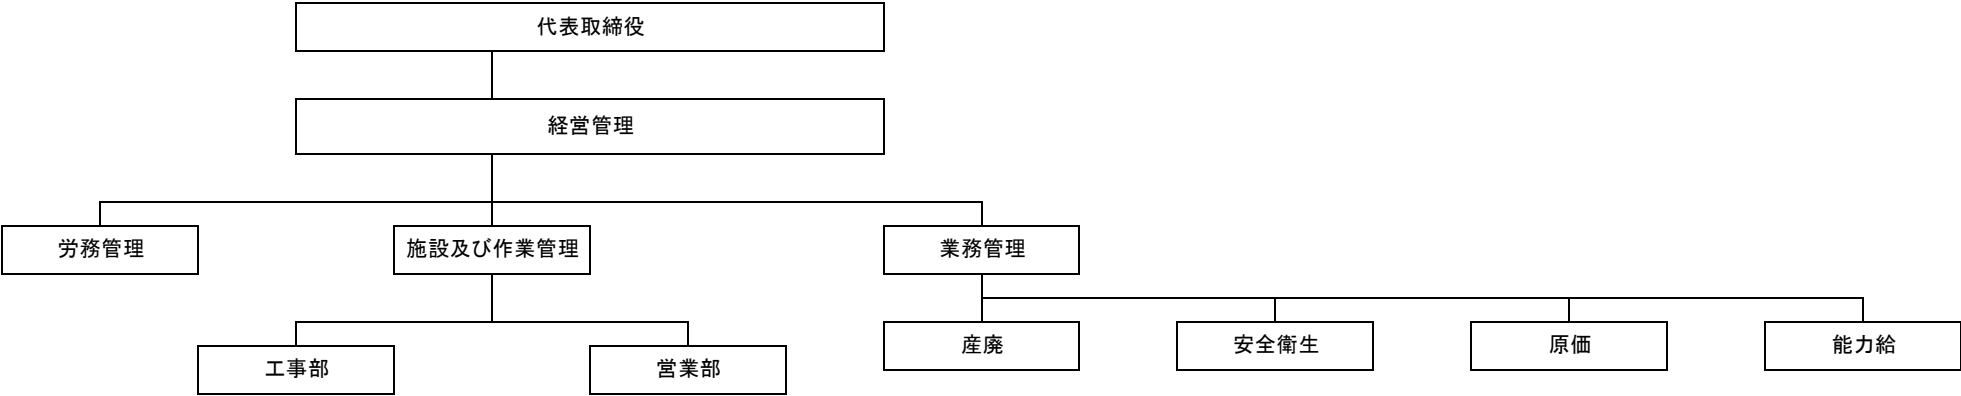 代表取締役
経営管理
労務管理
施設及び作業管理
業務管理
産廃
安全衛生
原価
能力給
工事部
営業部